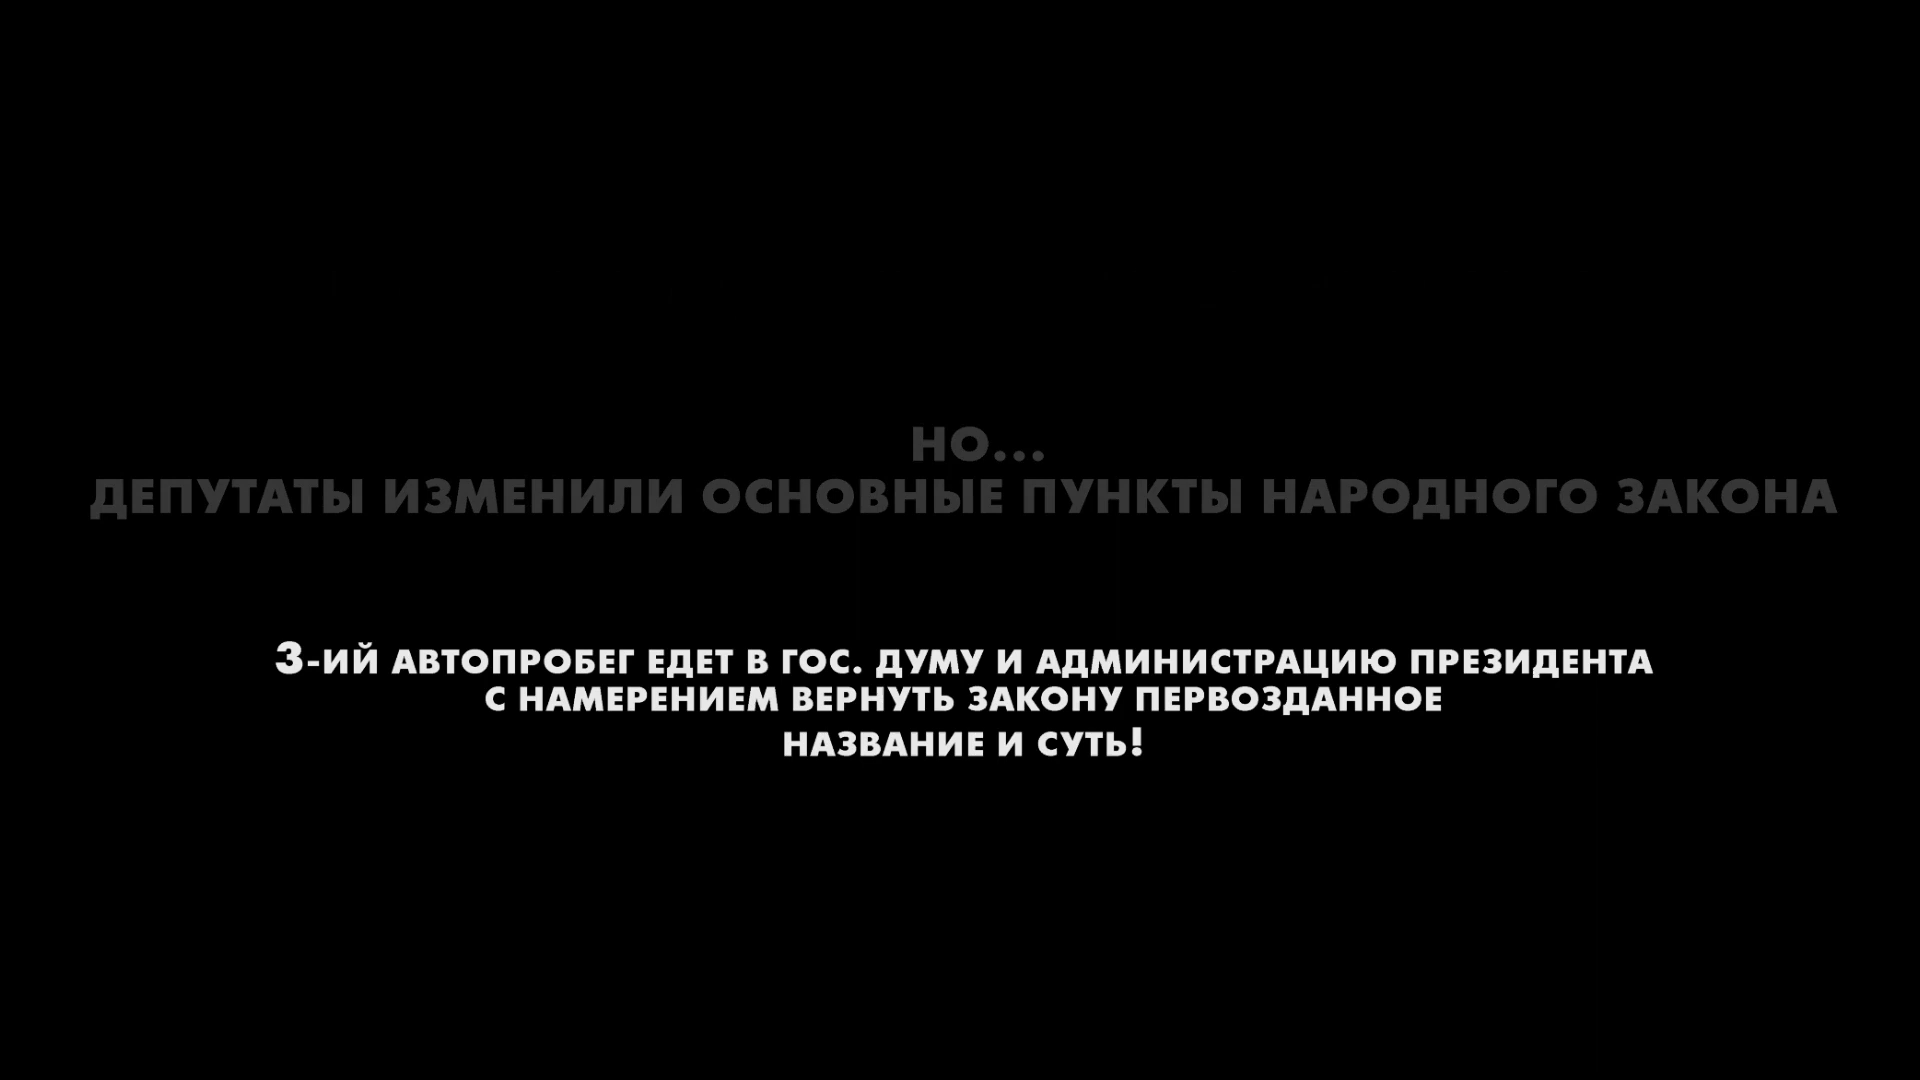 НО...
ДЕПУТАТЫ ИЗМЕНИЛИ ОСНОВНЫЕ ПУНКТЫ НАРОДНОГО ЗАКОНА
3-ИЙ АВТОПРОБЕГ ЕДЕТ В ГОС. ДУМУ И АДМИНИСТРАЦИЮ ПРЕЗИДЕНТА
С НАМЕРЕНИЕМ ВЕРНУТЬ ЗАКОНУ ПЕРВОЗДАННОЕ
НАЗВАНИЕ И СУТЬ!